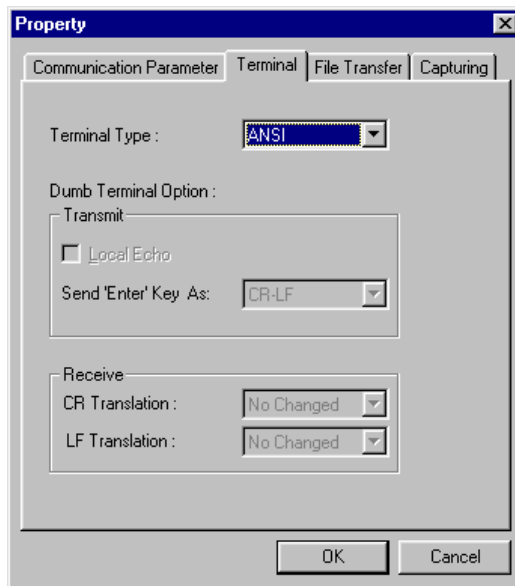 Property
Communication Parameter Terminal File Transfer Capturing
Terminal Type : ANSI
Dumb Terminal Option :
Transmit
Local Echo
Send 'Enter' Key As: CR-LF
Receive
CR Translation : No Changed
LF Translation : No Changed
OK Cancel